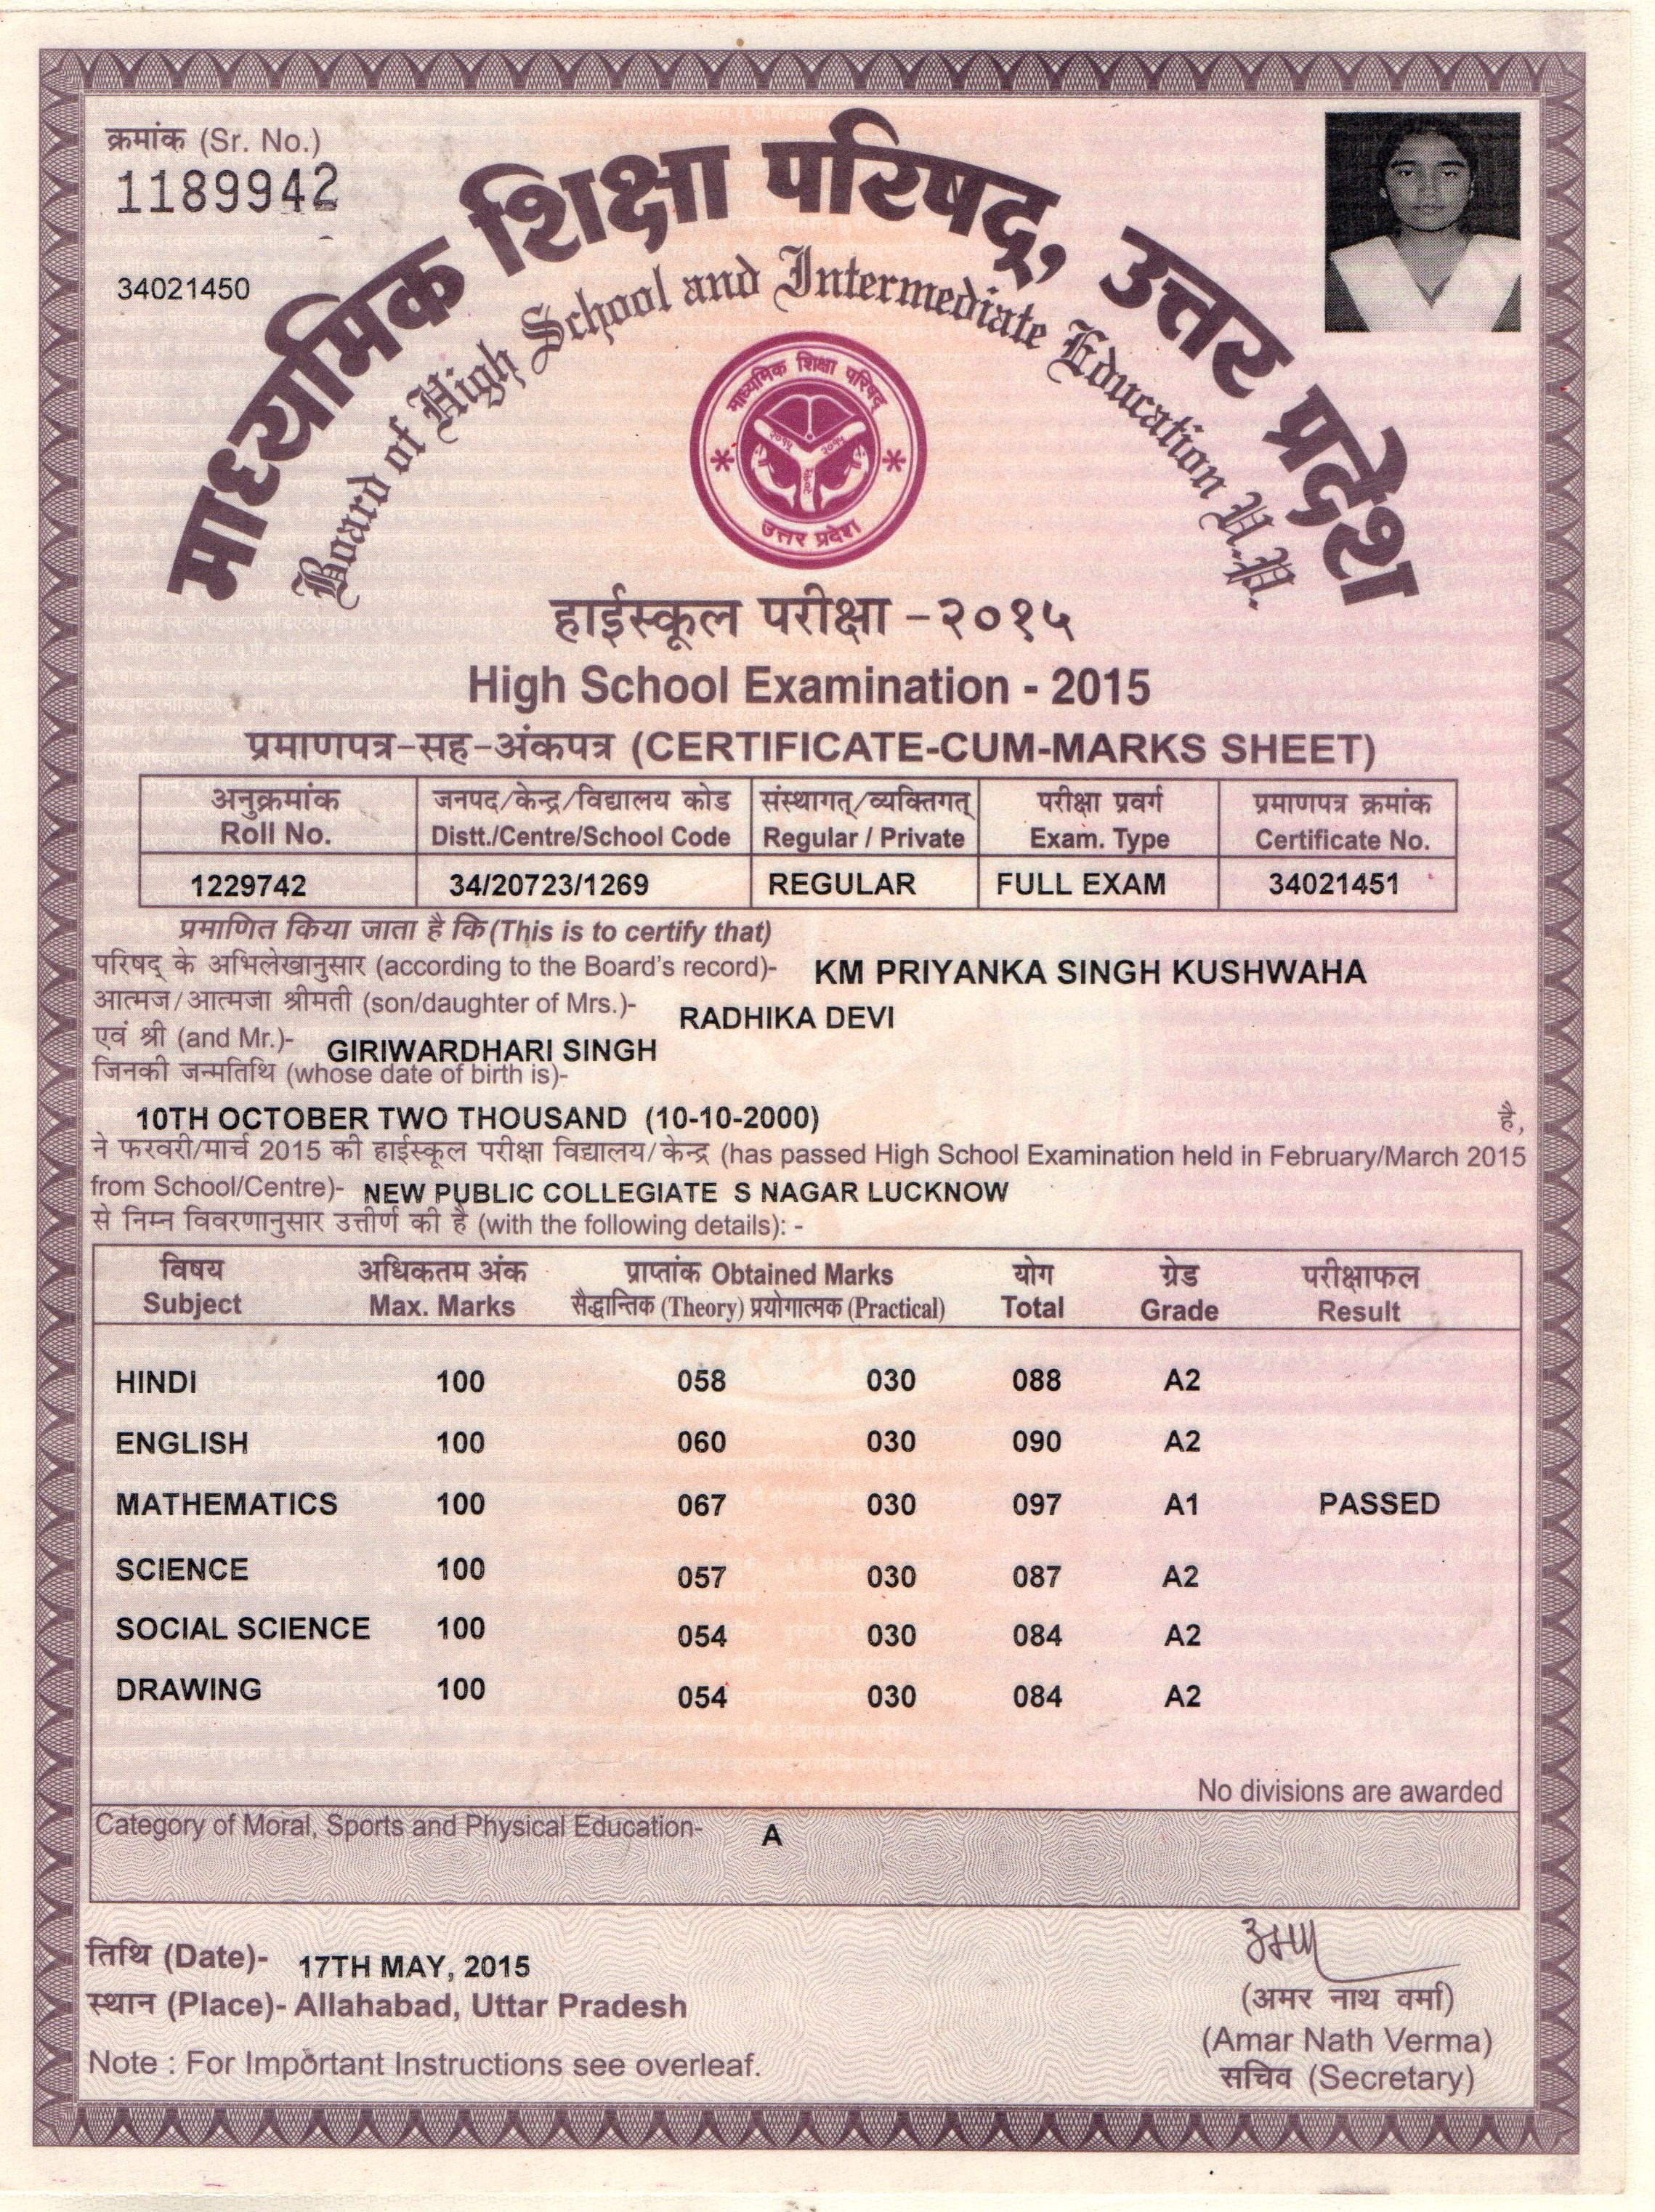 क्रमांक (Sr. No.)
1189942
34021450
माध्यमिक शिक्षा परिषद्, उत्तर प्रदेश
Board of High School and Intermediate Education U.P.
माध्यमिक शिक्षा परिषद्
उत्तर प्रदेश
हाईस्कूल परीक्षा -२०१५
High School Examination - 2015
प्रमाणपत्र-सह-अंकपत्र (CERTIFICATE-CUM-MARKS SHEET)
अनुक्रमांक जनपद/केन्द्र/विद्यालय कोड संस्थागत्/व्यक्तिगत् परीक्षा प्रवर्ग प्रमाणपत्र क्रमांक
Roll No. Distt./Centre/School Code Regular / Private Exam. Type Certificate No.
1229742 34/20723/1269 REGULAR FULL EXAM 34021451
प्रमाणित किया जाता है कि (This is to certify that)
परिषद् के अभिलेखानुसार (according to the Board's record)- KM PRIYANKA SINGH KUSHWAHA
आत्मज/आत्मजा श्रीमती (son/daughter of Mrs.)- RADHIKA DEVI
एवं श्री (and Mr.)- GIRIWARDHARI SINGH
जिनकी जन्मतिथि (whose date of birth is)-
10TH OCTOBER TWO THOUSAND (10-10-2000) है,
ने फरवरी/मार्च 2015 की हाईस्कूल परीक्षा विद्यालय/केन्द्र (has passed High School Examination held in February/March 2015
from School/Centre)- NEW PUBLIC COLLEGIATE S NAGAR LUCKNOW
से निम्न विवरणानुसार उत्तीर्ण की है (with the following details): -
विषय अधिकतम अंक प्राप्तांक Obtained Marks योग ग्रेड परीक्षाफल
Subject Max. Marks सैद्धान्तिक (Theory) प्रयोगात्मक (Practical) Total Grade Result
HINDI 100 058 030 088 A2
ENGLISH 100 060 030 090 A2
MATHEMATICS 100 067 030 097 A1 PASSED
SCIENCE 100 057 030 087 A2
SOCIAL SCIENCE 100 054 030 084 A2
DRAWING 100 054 030 084 A2
No divisions are awarded
Category of Moral, Sports and Physical Education- A
तिथि (Date)- 17TH MAY, 2015
स्थान (Place)- Allahabad, Uttar Pradesh
(अमर नाथ वर्मा)
(Amar Nath Verma)
सचिव (Secretary)
Note : For Important Instructions see overleaf.